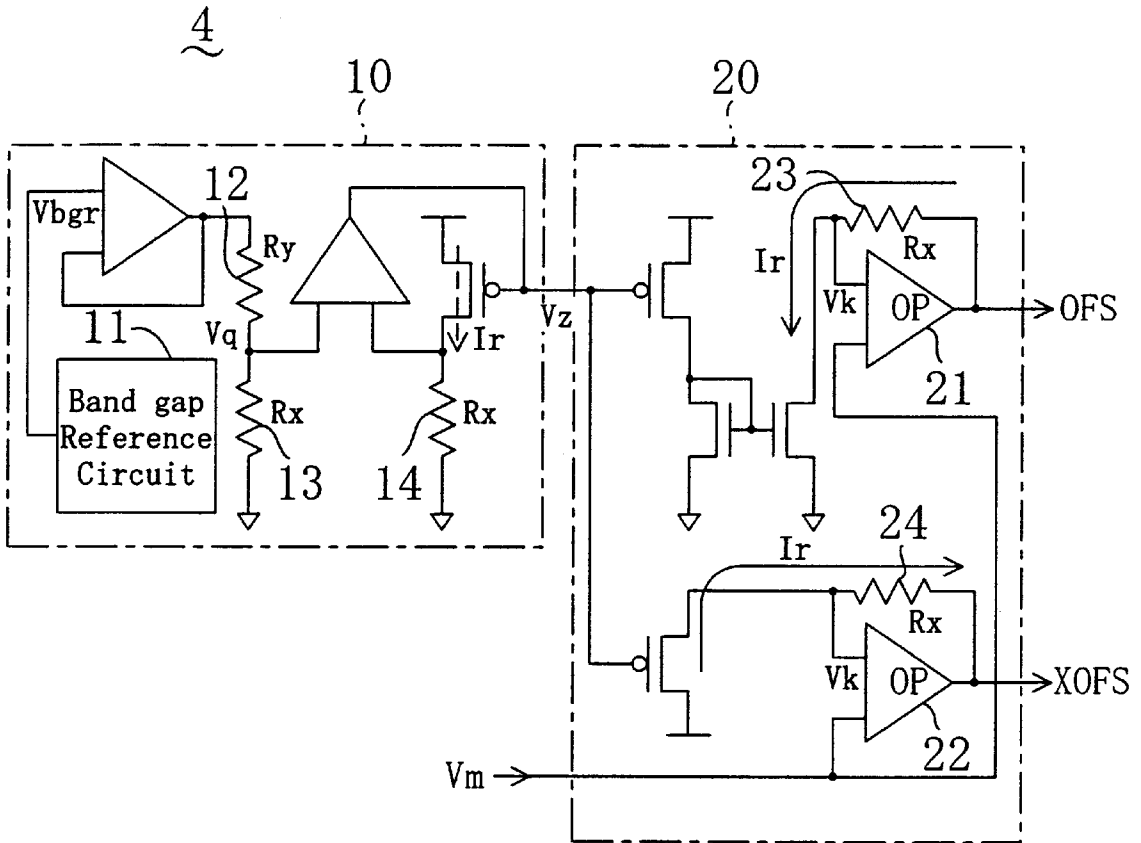 4
10
20
Vbgr
12
Ry
Vq
11
Band gap
Reference
Circuit
Rx
13
14
Rx
Ir
Vz
23
Ir
Rx
Vk
OP
21
OFS
Ir
24
Rx
Vk
OP
22
XOFS
Vm